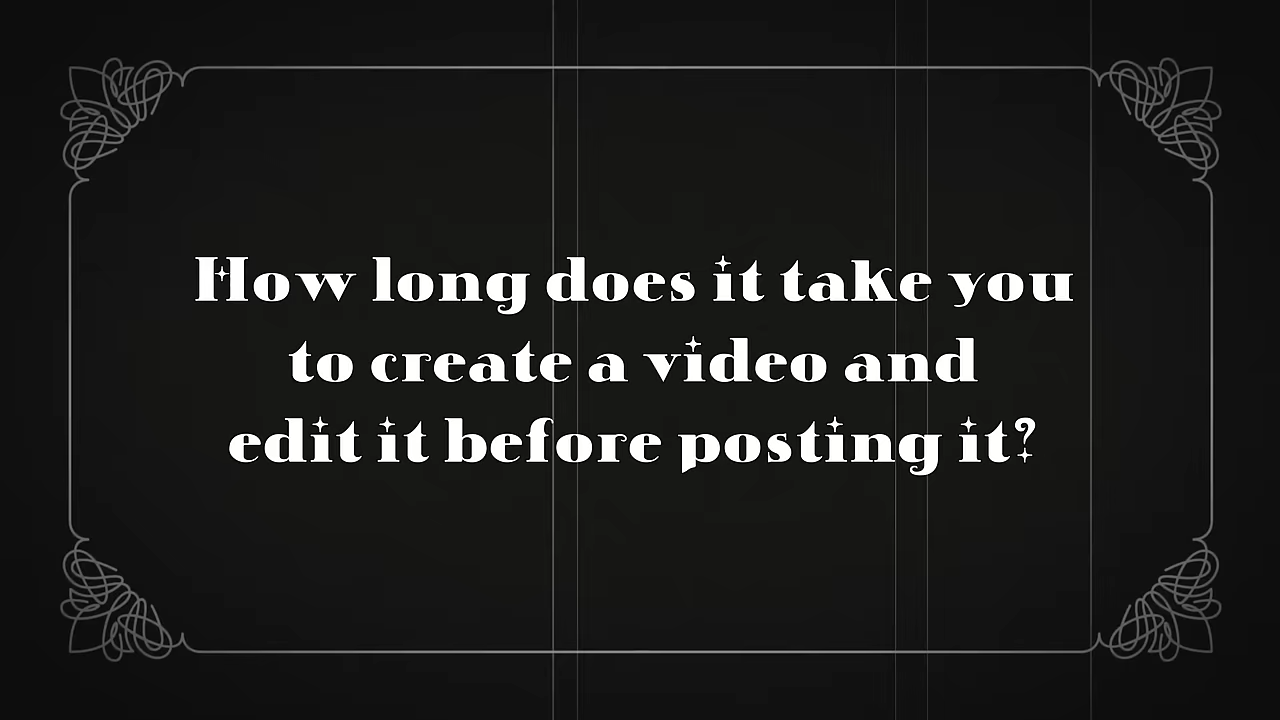 How long does it take you
to create a video and
edit it before posting it?